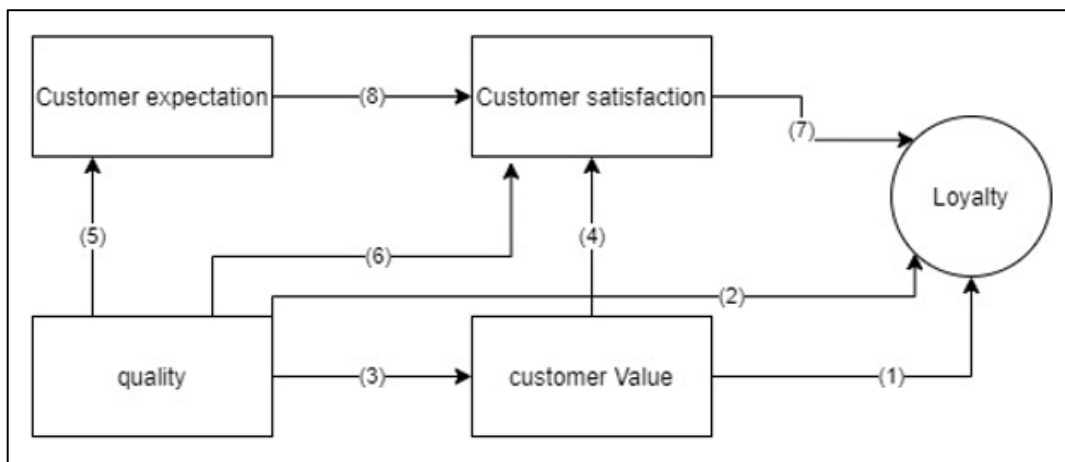 Customer expectation
(8)
Customer satisfaction
(7)
Loyalty
(5)
(6)
(4)
(2)
quality
(3)
customer Value
(1)